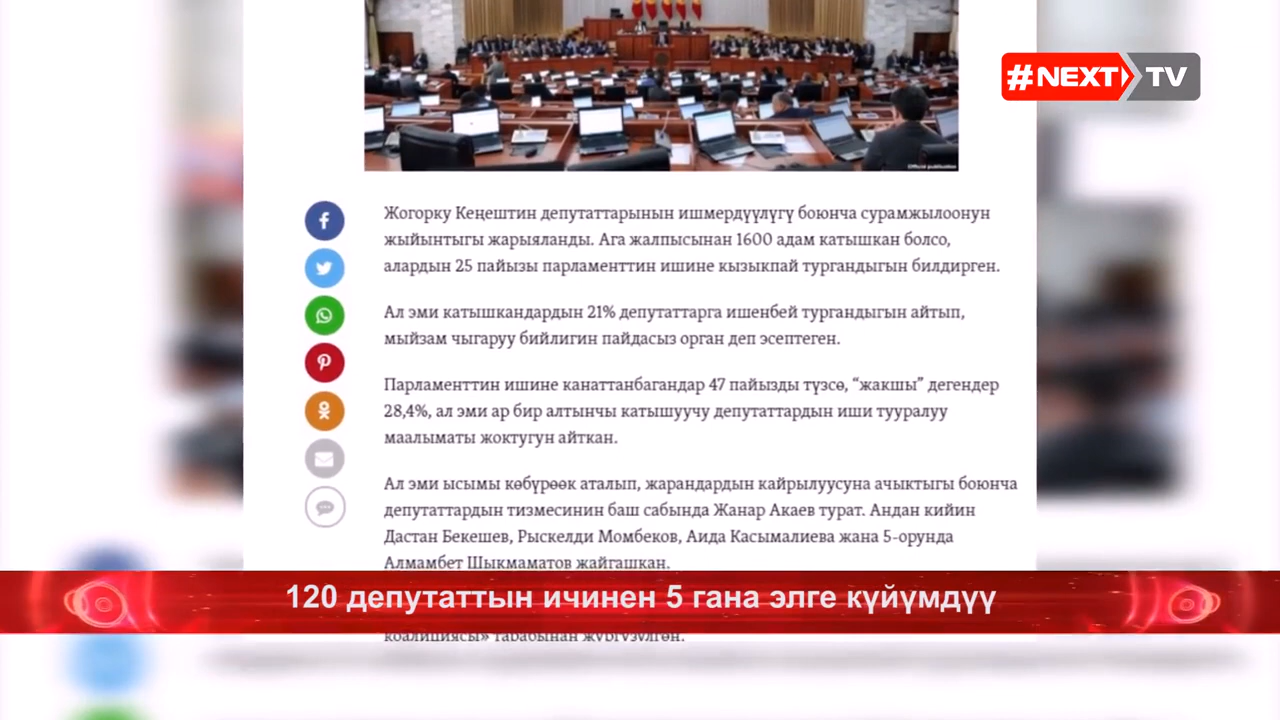 #NEXT TV
Official publication
Жогорку Кеңештин депутаттарынын ишмердүүлүгү боюнча сурамжылоонун
жыйынтыгы жарыяланды. Ага жалпысынан 1600 адам катышкан болсо,
алардын 25 пайызы парламенттин ишине кызыкпай тургандыгын билдирген.
Ал эми катышкандардын 21% депутаттарга ишенбей тургандыгын айтып,
мыйзам чыгаруу бийлигин пайдасыз орган деп эсептеген.
Парламенттин ишине канаттанбагандар 47 пайызды түзсө, “жакшы” дегендер
28,4%, ал эми ар бир алтынчы катышуучу депутаттардын иши тууралуу
маалыматы жоктугун айткан.
Ал эми ысымы көбүрөөк аталып, жарандардын кайрылуусуна ачыктыгы боюнча
депутаттардын тизмесинин баш сабында Жанар Акаев турат. Андан кийин
Дастан Бекешев, Рыскелди Момбеков, Аида Касымалиева жана 5-орунда
Алмамбет Шыкмаматов жайгашкан.
120 депутаттын ичинен 5 гана элге күйүмдүү
коалициясы» тарабынан жүргүзүлгөн.